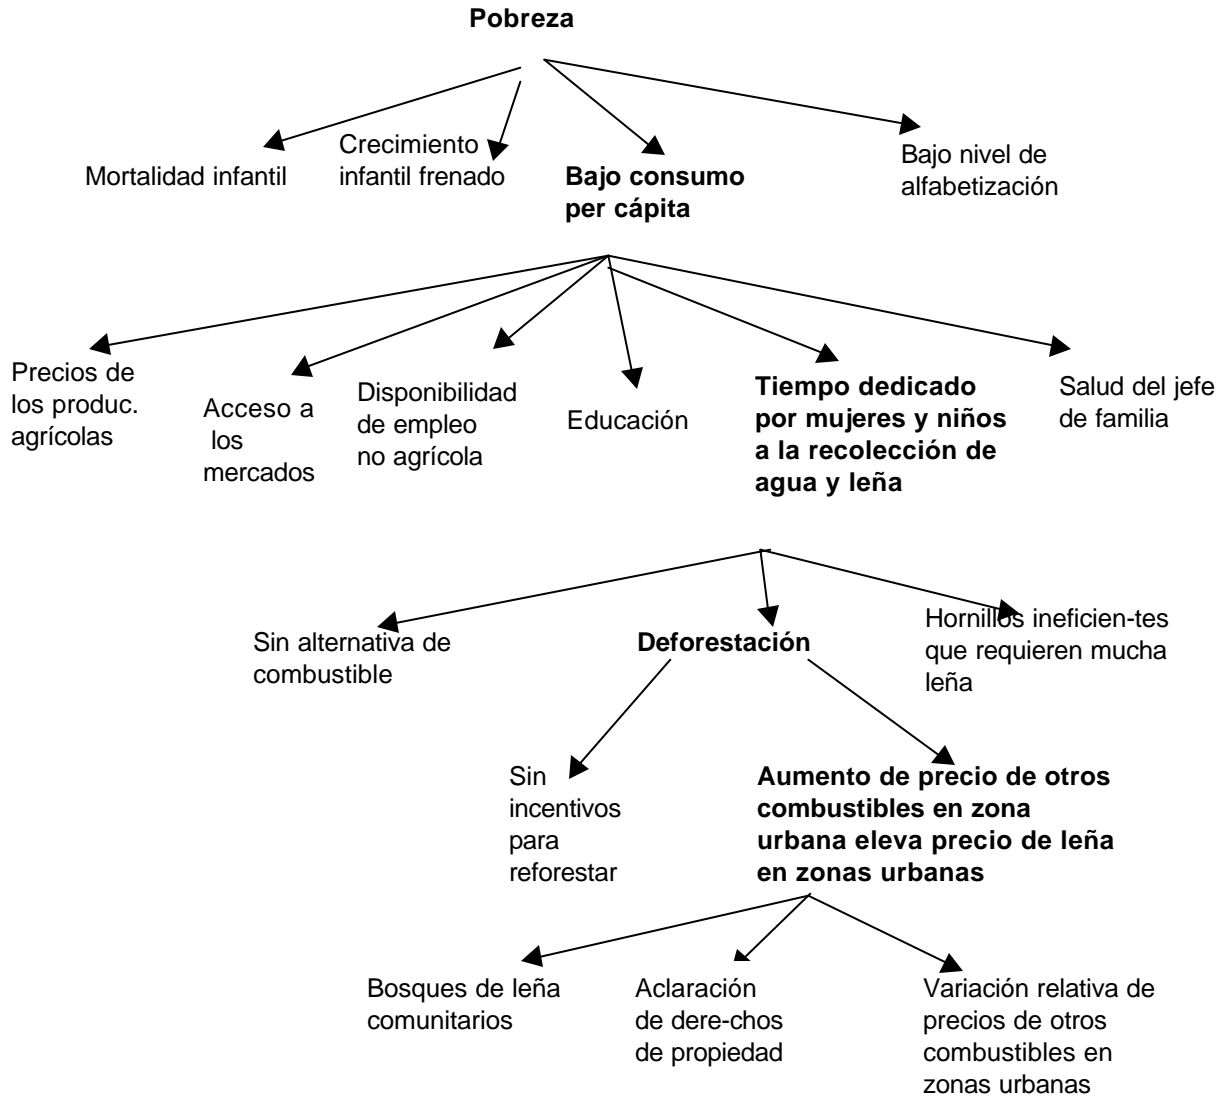 Pobreza
Mortalidad infantil
Crecimiento
infantil frenado
Bajo consumo
per cápita
Bajo nivel de
alfabetización
Precios de
los produc.
agrícolas
Acceso a
los
mercados
Disponibilidad
de empleo
no agrícola
Educación
Tiempo dedicado
por mujeres y niños
a la recolección de
agua y leña
Salud del jefe
de familia
Sin alternativa de
combustible
Deforestación
Hornillos ineficien-tes
que requieren mucha
leña
Sin
incentivos
para
reforestar
Aumento de precio de otros
combustibles en zona
urbana eleva precio de leña
en zonas urbanas
Bosques de leña
comunitarios
Aclaración
de dere-chos
de propiedad
Variación relativa de
precios de otros
combustibles en
zonas urbanas